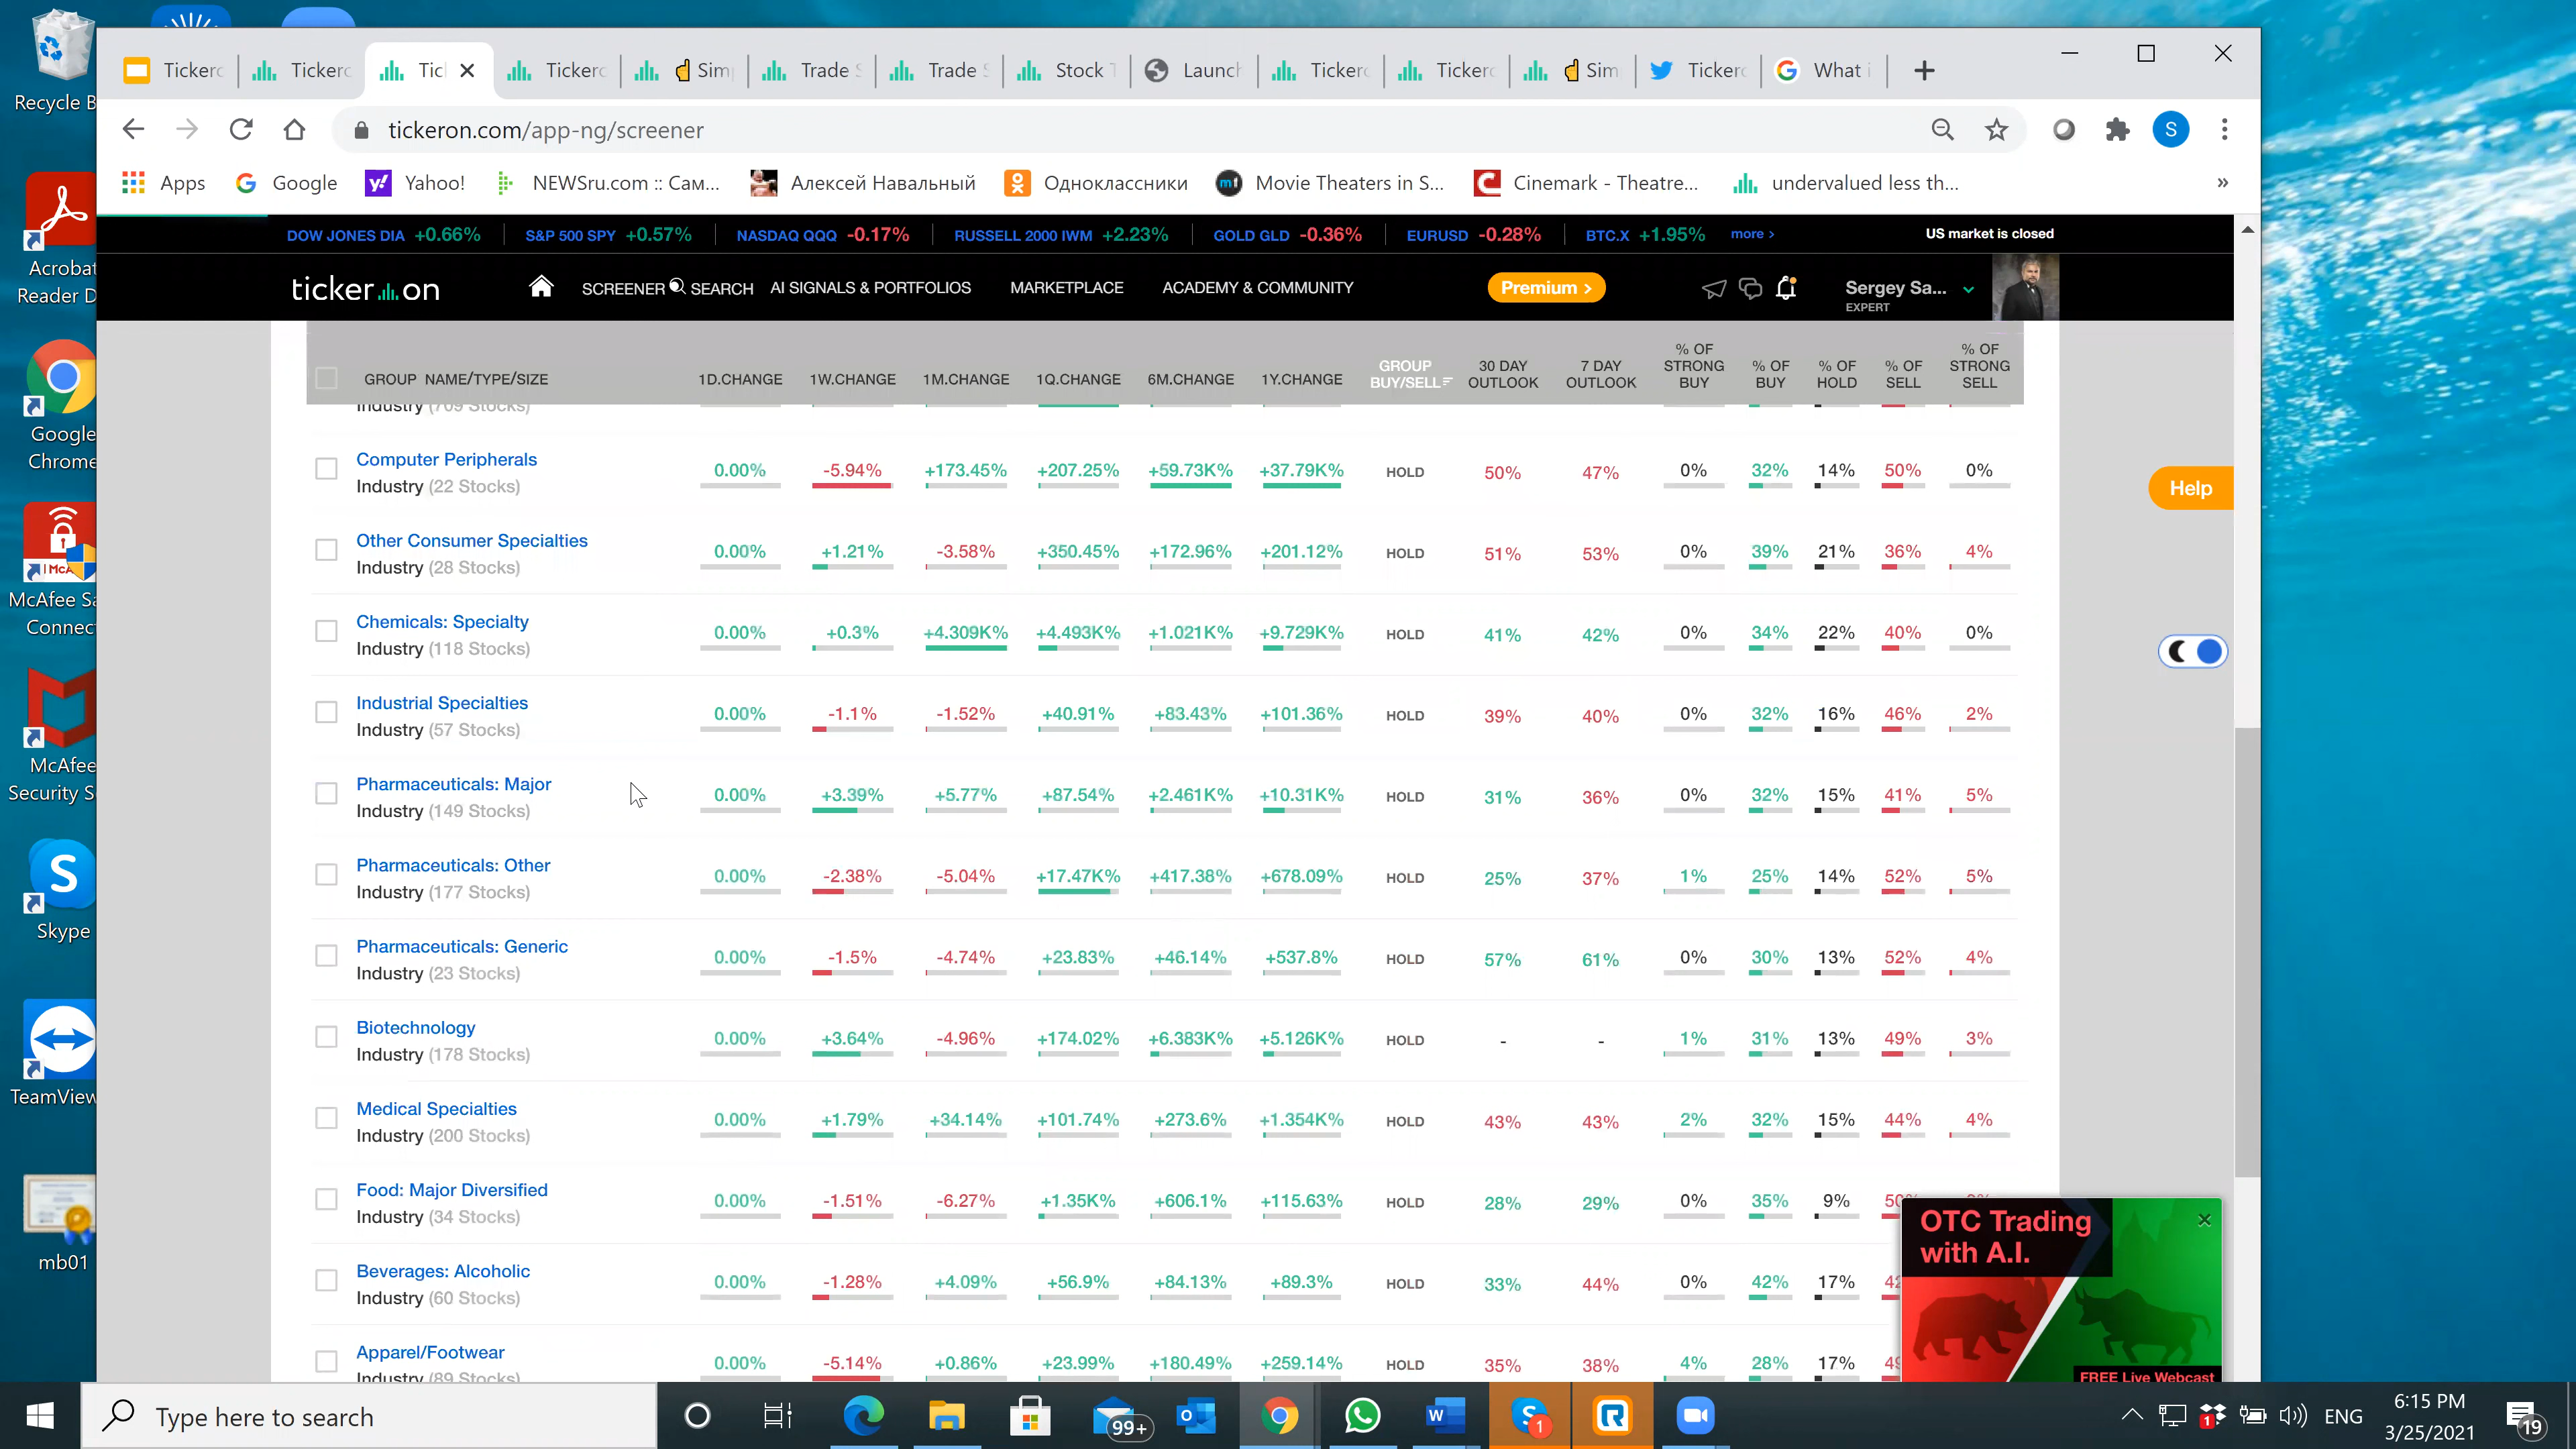 Tickerc
Tickerc
Tic
Tickerc
Sim
Trade S
Trade S
Stock T
Launch
Tickerc
Tickerc
Sim
Tickerc
What i
tickeron.com/app-ng/screener
S
Apps
Google
Yahoo!
NEWSru.com :: Сам...
Алексей Навальный
Одноклассники
Movie Theaters in S...
Cinemark - Theatre...
undervalued less th...
»
DOW JONES DIA +0.66%
S&P 500 SPY +0.57%
NASDAQ QQQ -0.17%
RUSSELL 2000 IWM +2.23%
GOLD GLD -0.36%
EURUSD -0.28%
BTC.X +1.95%
more >
US market is closed
tickeron
SCREENER SEARCH
AI SIGNALS & PORTFOLIOS
MARKETPLACE
ACADEMY & COMMUNITY
Premium >
Sergey Sa...
EXPERT
GROUP NAME/TYPE/SIZE 1D.CHANGE 1W.CHANGE 1M.CHANGE 1Q.CHANGE 6M.CHANGE 1Y.CHANGE GROUP BUY/SELL 30 DAY OUTLOOK 7 DAY OUTLOOK % OF STRONG BUY % OF BUY % OF HOLD % OF SELL % OF STRONG SELL
Industry (709 Stocks)
Computer Peripherals 0.00% -5.94% +173.45% +207.25% +59.73K% +37.79K% HOLD 50% 47% 0% 32% 14% 50% 0%
Industry (22 Stocks)
Other Consumer Specialties 0.00% +1.21% -3.58% +350.45% +172.96% +201.12% HOLD 51% 53% 0% 39% 21% 36% 4%
Industry (28 Stocks)
Chemicals: Specialty 0.00% +0.3% +4.309K% +4.493K% +1.021K% +9.729K% HOLD 41% 42% 0% 34% 22% 40% 0%
Industry (118 Stocks)
Industrial Specialties 0.00% -1.1% -1.52% +40.91% +83.43% +101.36% HOLD 39% 40% 0% 32% 16% 46% 2%
Industry (57 Stocks)
Pharmaceuticals: Major 0.00% +3.39% +5.77% +87.54% +2.461K% +10.31K% HOLD 31% 36% 0% 32% 15% 41% 5%
Industry (149 Stocks)
Pharmaceuticals: Other 0.00% -2.38% -5.04% +17.47K% +417.38% +678.09% HOLD 25% 37% 1% 25% 14% 52% 5%
Industry (177 Stocks)
Pharmaceuticals: Generic 0.00% -1.5% -4.74% +23.83% +46.14% +537.8% HOLD 57% 61% 0% 30% 13% 52% 4%
Industry (23 Stocks)
Biotechnology 0.00% +3.64% -4.96% +174.02% +6.383K% +5.126K% HOLD - - 1% 31% 13% 49% 3%
Industry (178 Stocks)
Medical Specialties 0.00% +1.79% +34.14% +101.74% +273.6% +1.354K% HOLD 43% 43% 2% 32% 15% 44% 4%
Industry (200 Stocks)
Food: Major Diversified 0.00% -1.51% -6.27% +1.35K% +606.1% +115.63% HOLD 28% 29% 0% 35% 9% 50
Industry (34 Stocks)
Beverages: Alcoholic 0.00% -1.28% +4.09% +56.9% +84.13% +89.3% HOLD 33% 44% 0% 42% 17% 42
Industry (60 Stocks)
Apparel/Footwear 0.00% -5.14% +0.86% +23.99% +180.49% +259.14% HOLD 35% 38% 4% 28% 17% 49
Industry (89 Stocks)
Help
OTC Trading
with A.I.
FREE Live Webcast
Recycle B
Acrobat
Reader D
Google
Chrome
McAfee Sa
Connect
McAfee
Security S
Skype
TeamView
mb01
Type here to search
99+
1
1
ENG
6:15 PM
3/25/2021
19